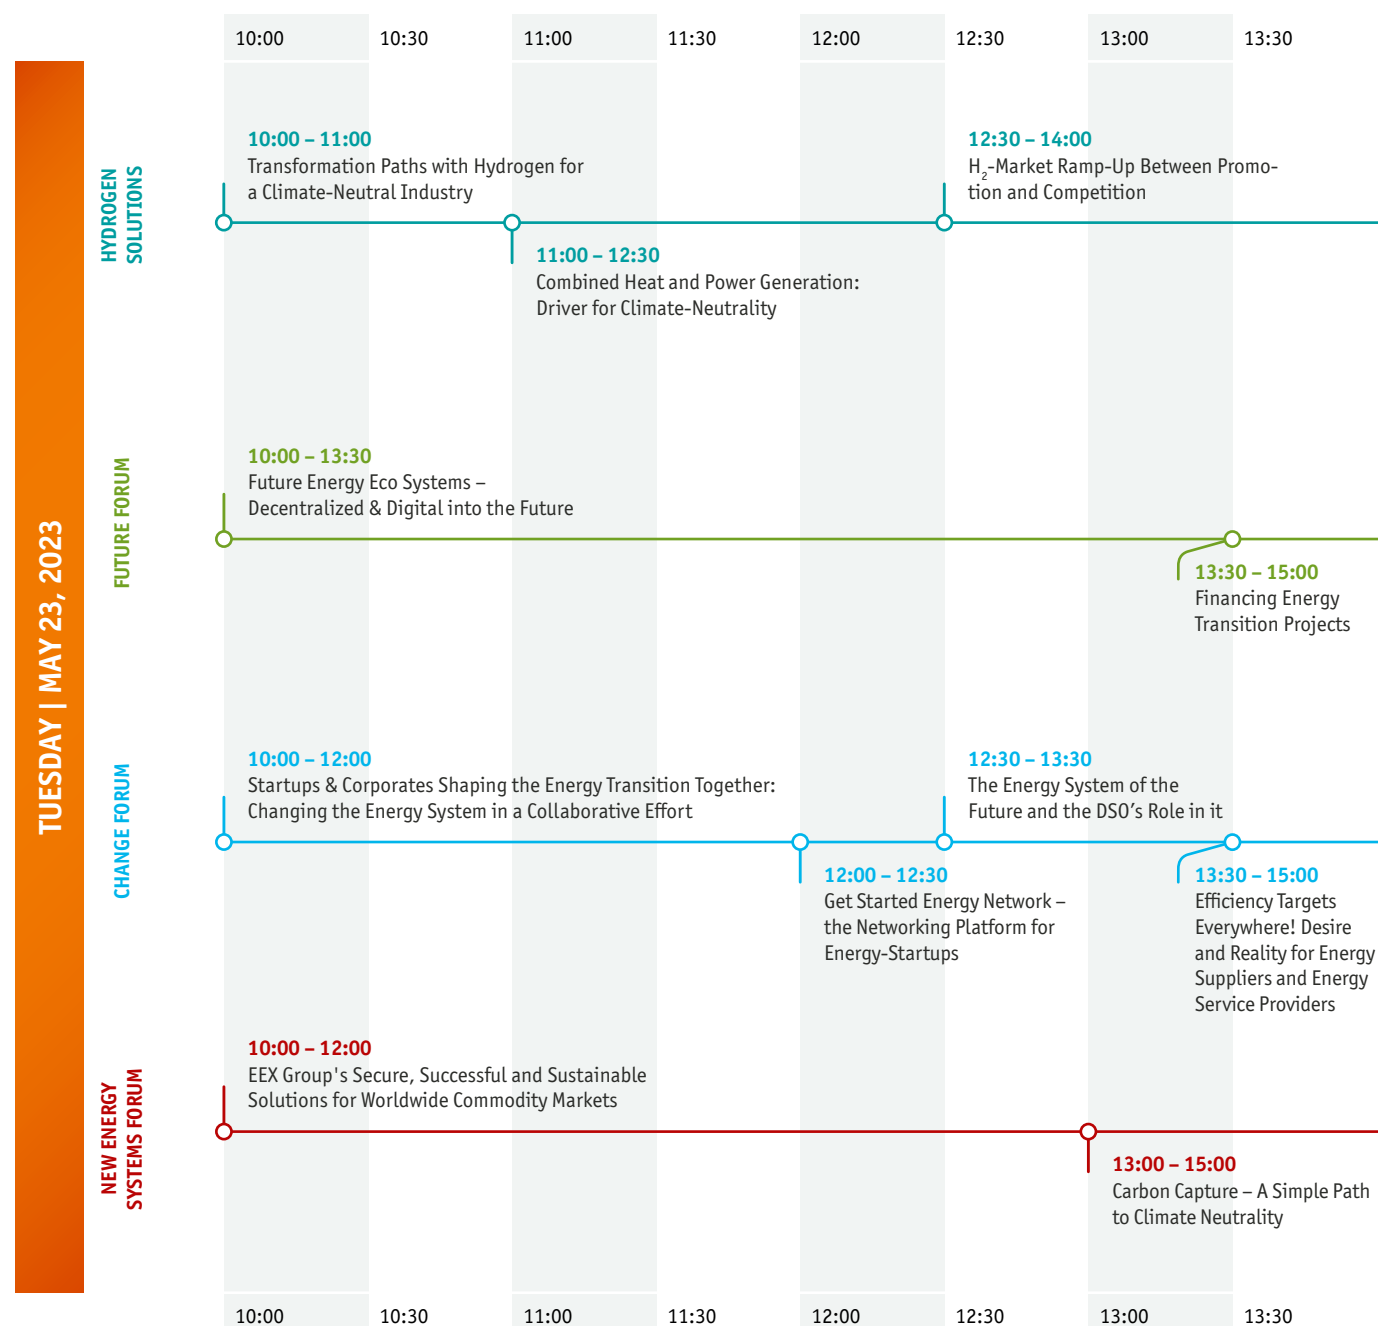 10:00 10:30 11:00 11:30 12:00 12:30 13:00 13:30
TUESDAY | MAY 23, 2023
HYDROGEN
SOLUTIONS
10:00 – 11:00
Transformation Paths with Hydrogen for
a Climate-Neutral Industry
11:00 – 12:30
Combined Heat and Power Generation:
Driver for Climate-Neutrality
12:30 – 14:00
H₂-Market Ramp-Up Between Promo-
tion and Competition
FUTURE FORUM
10:00 – 13:30
Future Energy Eco Systems –
Decentralized & Digital into the Future
13:30 – 15:00
Financing Energy
Transition Projects
CHANGE FORUM
10:00 – 12:00
Startups & Corporates Shaping the Energy Transition Together:
Changing the Energy System in a Collaborative Effort
12:00 – 12:30
Get Started Energy Network –
the Networking Platform for
Energy-Startups
12:30 – 13:30
The Energy System of the
Future and the DSO’s Role in it
13:30 – 15:00
Efficiency Targets
Everywhere! Desire
and Reality for Energy
Suppliers and Energy
Service Providers
NEW ENERGY
SYSTEMS FORUM
10:00 – 12:00
EEX Group's Secure, Successful and Sustainable
Solutions for Worldwide Commodity Markets
13:00 – 15:00
Carbon Capture – A Simple Path
to Climate Neutrality
10:00 10:30 11:00 11:30 12:00 12:30 13:00 13:30